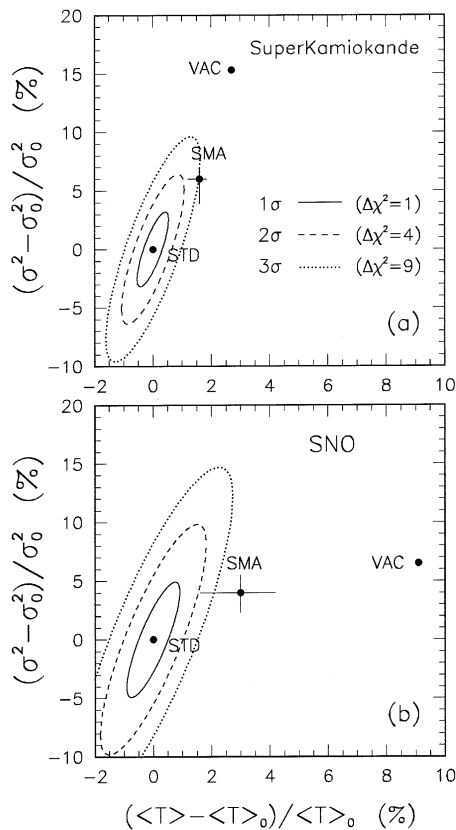 SuperKamiokande
VAC
SMA
STD
1σ (Δχ²=1)
2σ (Δχ²=4)
3σ (Δχ²=9)
(a)
20
15
10
5
0
−5
−10
(σ²−σ₀²)/σ₀² (%)
−2 0 2 4 6 8 10
SNO
SMA
VAC
STD
(b)
20
15
10
5
0
−5
−10
(σ²−σ₀²)/σ₀² (%)
−2 0 2 4 6 8 10
(<T>−<T>₀)/<T>₀ (%)